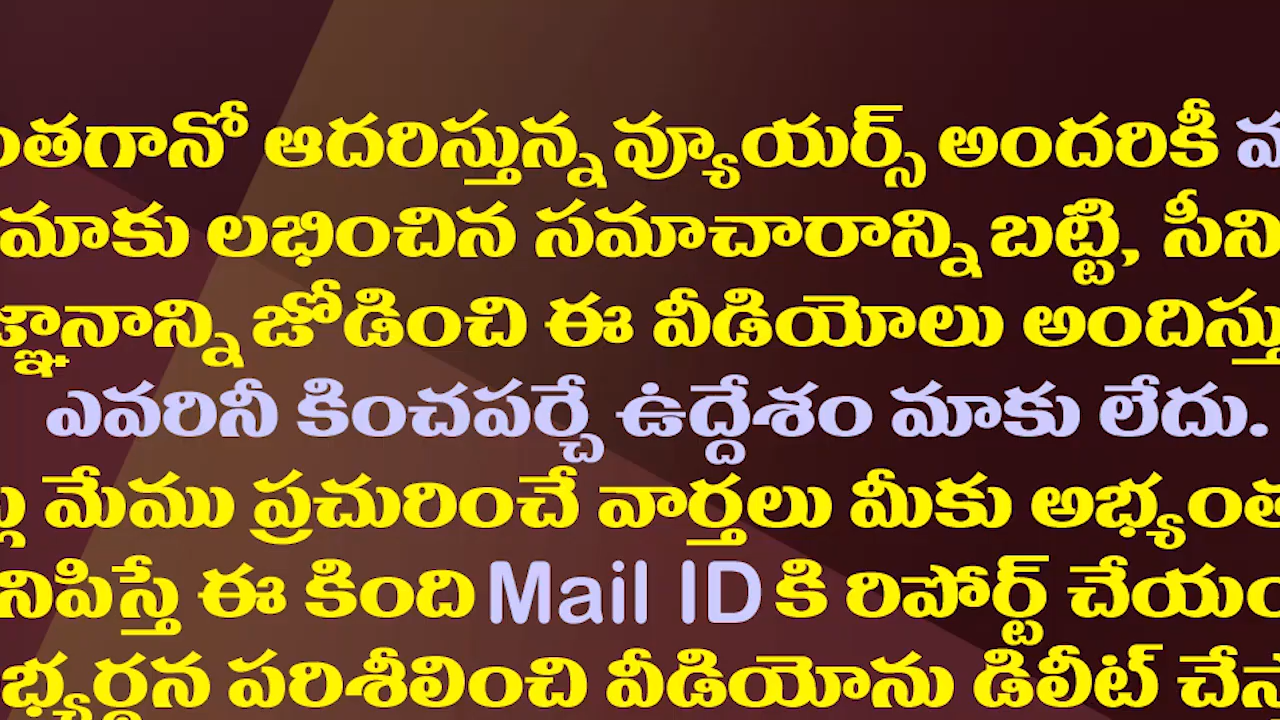 ంతగానో ఆదరిస్తున్న వ్యూయర్స్ అందరికీ
మాకు లభించిన సమాచారాన్ని బట్టి, సీని
జ్ఞానాన్ని జోడించి ఈ వీడియోలు అందిస్తు
ఎవరినీ కించపర్చే ఉద్దేశం మాకు లేదు.
మేము ప్రచురించే వార్తలు మీకు అభ్యంత
నిపిస్తే ఈ కింది Mail ID కి రిపోర్ట్ చేయం
భ్యర్థన పరిశీలించి వీడియోను డిలీట్ చేస